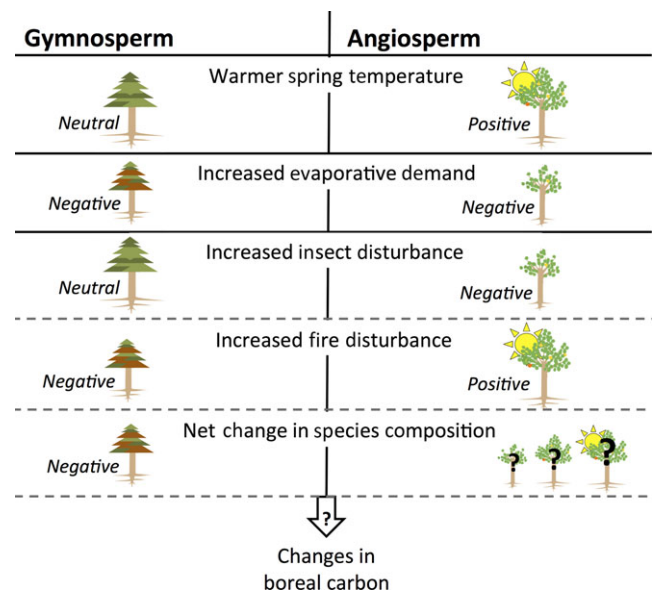 Gymnosperm Angiosperm
Warmer spring temperature
Neutral Positive
Increased evaporative demand
Negative Negative
Increased insect disturbance
Neutral Negative
Increased fire disturbance
Negative Positive
Net change in species composition
Negative ? ? ?
?
Changes in
boreal carbon